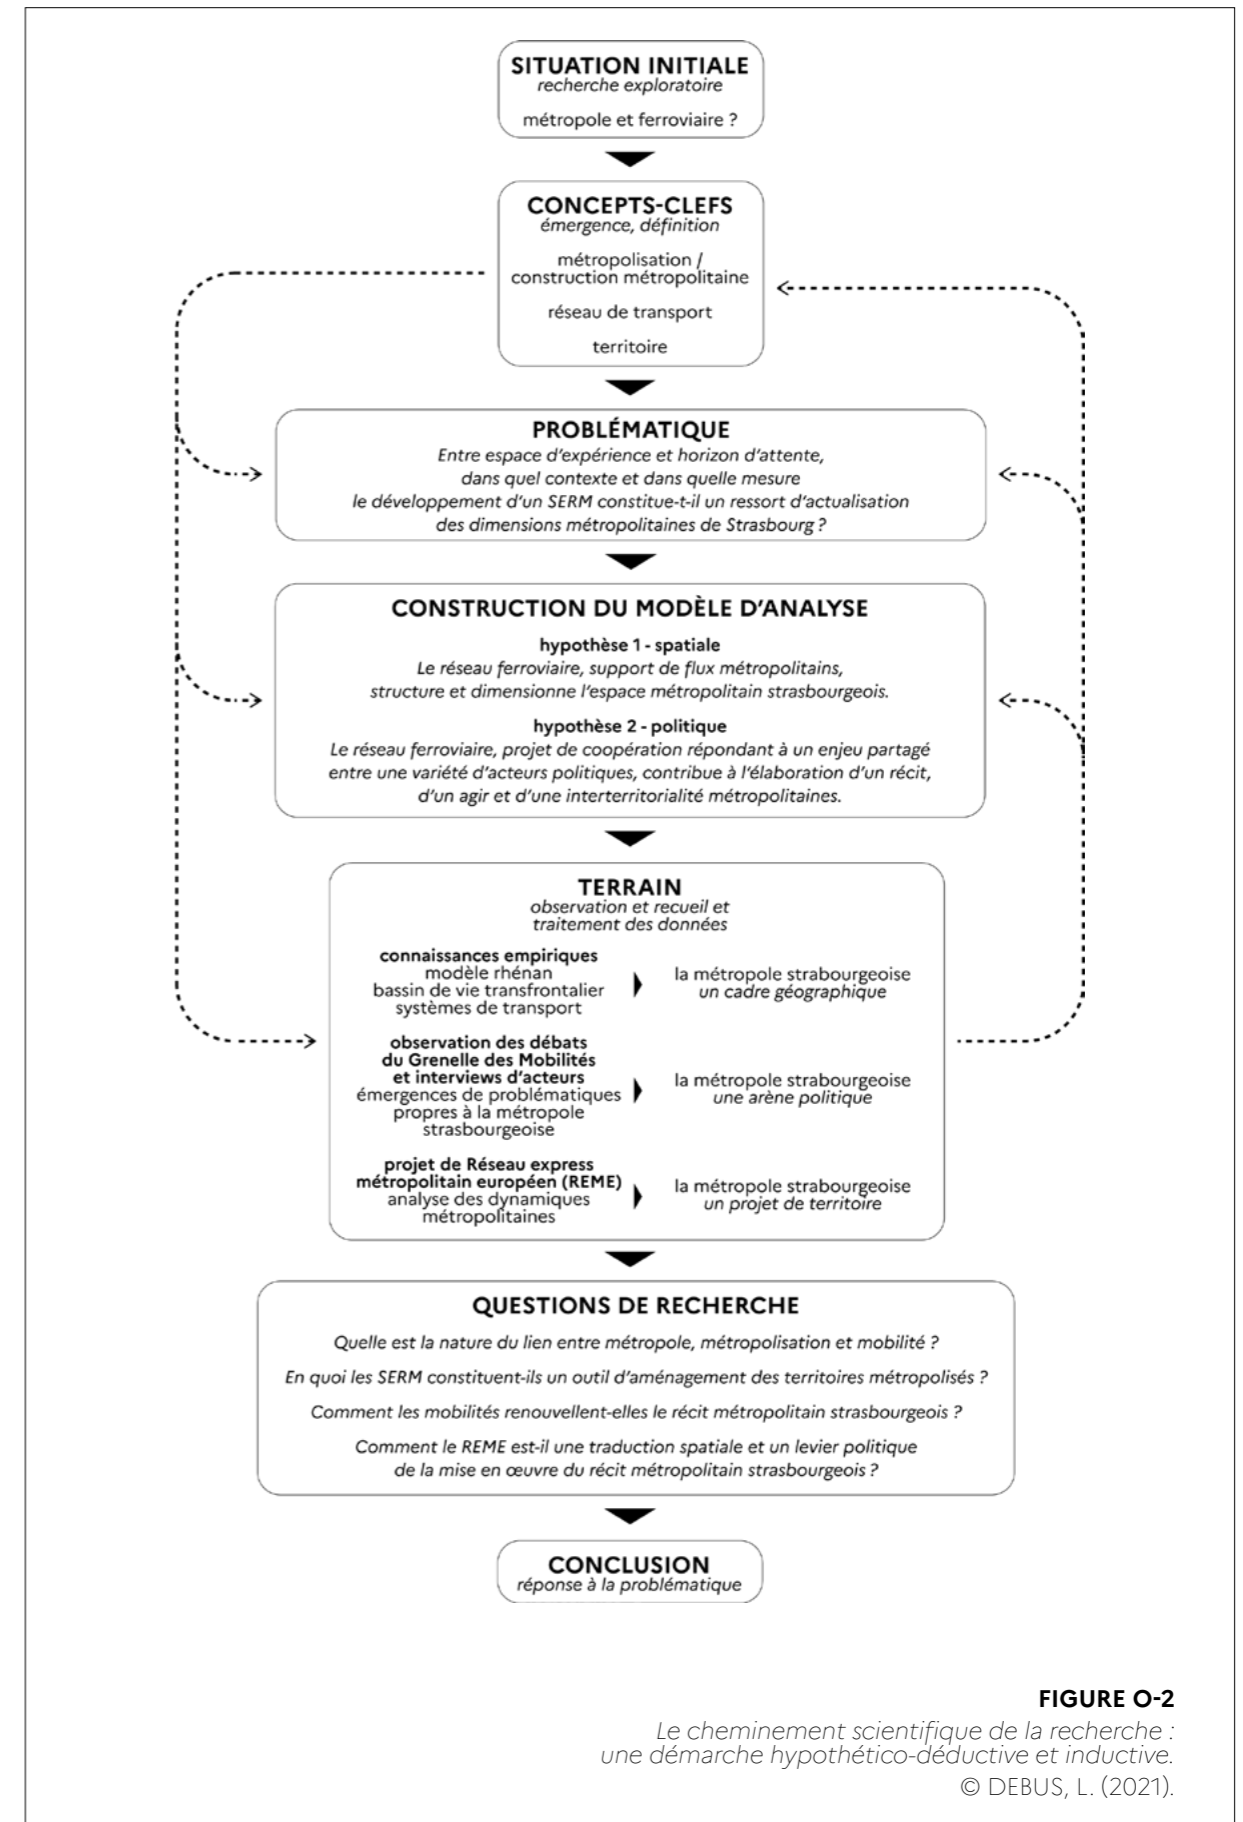 SITUATION INITIALE
recherche exploratoire
métropole et ferroviaire ?
CONCEPTS-CLEFS
émergence, définition
métropolisation /
construction métropolitaine
réseau de transport
territoire
PROBLÉMATIQUE
Entre espace d'expérience et horizon d'attente,
dans quel contexte et dans quelle mesure
le développement d'un SERM constitue-t-il un ressort d'actualisation
des dimensions métropolitaines de Strasbourg ?
CONSTRUCTION DU MODÈLE D'ANALYSE
hypothèse 1 - spatiale
Le réseau ferroviaire, support de flux métropolitains,
structure et dimensionne l'espace métropolitain strasbourgeois.
hypothèse 2 - politique
Le réseau ferroviaire, projet de coopération répondant à un enjeu partagé
entre une variété d'acteurs politiques, contribue à l'élaboration d'un récit,
d'un agir et d'une interterritorialité métropolitaines.
TERRAIN
observation et recueil et
traitement des données
connaissances empiriques
modèle rhénan
bassin de vie transfrontalier
systèmes de transport
la métropole strabourgeoise
un cadre géographique
observation des débats
du Grenelle des Mobilités
et interviews d'acteurs
émergences de problématiques
propres à la métropole
strasbourgeoise
la métropole strabourgeoise
une arène politique
projet de Réseau express
métropolitain européen (REME)
analyse des dynamiques
métropolitaines
la métropole strabourgeoise
un projet de territoire
QUESTIONS DE RECHERCHE
Quelle est la nature du lien entre métropole, métropolisation et mobilité ?
En quoi les SERM constituent-ils un outil d'aménagement des territoires métropolisés ?
Comment les mobilités renouvellent-elles le récit métropolitain strasbourgeois ?
Comment le REME est-il une traduction spatiale et un levier politique
de la mise en œuvre du récit métropolitain strasbourgeois ?
CONCLUSION
réponse à la problématique
FIGURE O-2
Le cheminement scientifique de la recherche :
une démarche hypothético-déductive et inductive.
© DEBUS, L. (2021).